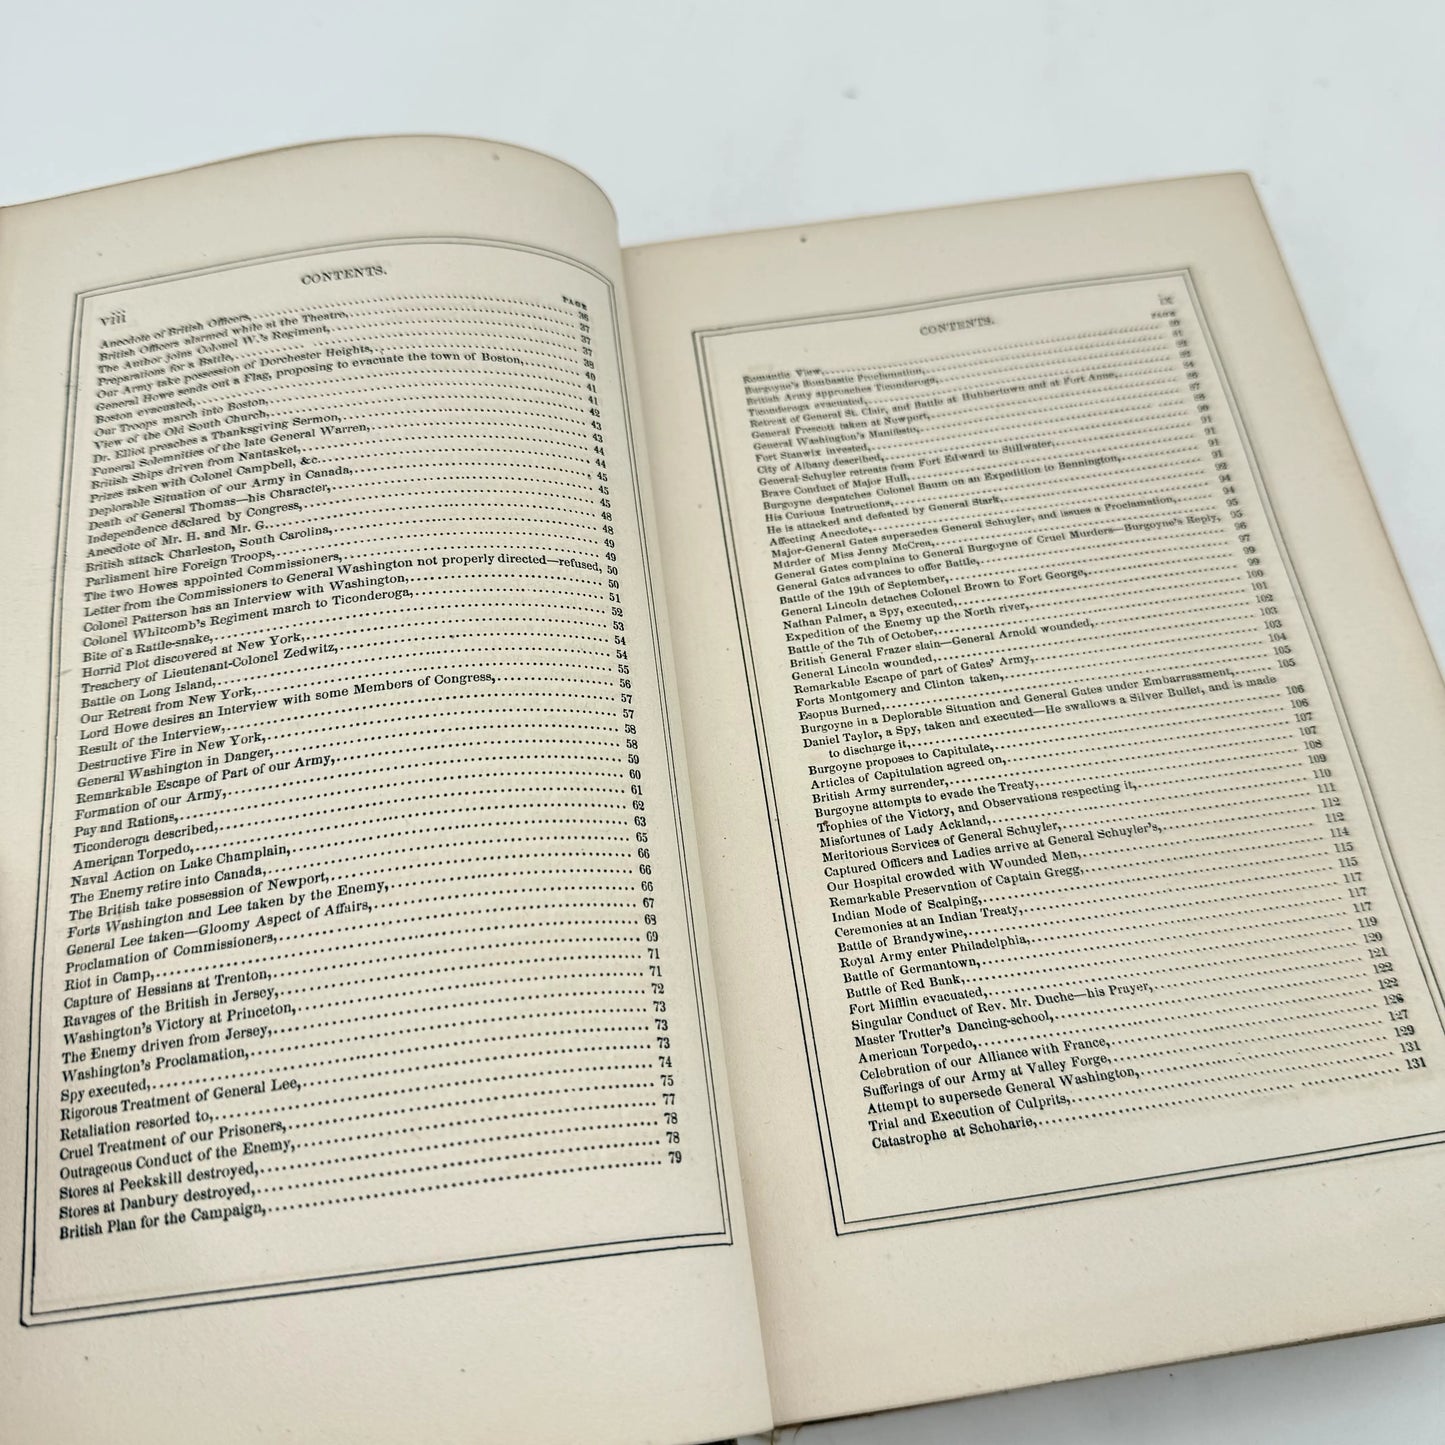 viii
CONTENTS.
PAGE
Anecdote of British Officers, 36
British Officers alarmed while at the Theatre, 37
The Author joins Colonel W.'s Regiment, 37
Preparations for a Battle, 37
Our Army take possession of Dorchester Heights, 38
General Howe sends out a Flag, proposing to evacuate the town of Boston, 40
Boston evacuated, 41
Our Troops march into Boston, 41
View of the Old South Church, 42
Dr. Elliot preaches a Thanksgiving Sermon, 43
Funeral Solemnities of the late General Warren, 43
British Ships driven from Nantasket, 44
Prizes taken with Colonel Campbell, &c. 44
Deplorable Situation of our Army in Canada, 45
Death of General Thomas—his Character, 45
Independence declared by Congress, 45
Anecdote of Mr. H. and Mr. G. 48
British attack Charleston, South Carolina, 48
Parliament hire Foreign Troops, 49
The two Howes appointed Commissioners, 49
Letter from the Commissioners to General Washington not properly directed—refused, 50
Colonel Patterson has an Interview with Washington, 50
Colonel Whitcomb's Regiment march to Ticonderoga, 51
Bite of a Rattle-snake, 52
Horrid Plot discovered at New York, 53
Treachery of Lieutenant-Colonel Zedwitz, 54
Battle on Long Island, 54
Our Retreat from New York, 55
Lord Howe desires an Interview with some Members of Congress, 56
Result of the Interview, 57
Destructive Fire in New York, 57
General Washington in Danger, 58
Remarkable Escape of Part of our Army, 58
Formation of our Army, 59
Pay and Rations, 60
Ticonderoga described, 61
American Torpedo, 62
Naval Action on Lake Champlain, 63
The Enemy retire into Canada, 65
The British take possession of Newport, 66
Forts Washington and Lee taken by the Enemy, 66
General Lee taken—Gloomy Aspect of Affairs, 66
Proclamation of Commissioners, 67
Riot in Camp, 68
Capture of Hessians at Trenton, 69
Ravages of the British in Jersey, 71
Washington's Victory at Princeton, 71
The Enemy driven from Jersey, 72
Washington's Proclamation, 73
Spy executed, 73
Rigorous Treatment of General Lee, 73
Retaliation resorted to, 74
Cruel Treatment of our Prisoners, 75
Outrageous Conduct of the Enemy, 77
Stores at Peekskill destroyed, 78
Stores at Danbury destroyed, 78
British Plan for the Campaign, 79
CONTENTS.
ix
PAGE
Romantic View,
Burgoyne's Bombastic Proclamation,
British Army approaches Ticonderoga,
Ticonderoga evacuated,
Retreat of General St. Clair, and Battle at Hubbertown and at Fort Anne,
General Prescott taken at Newport,
General Washington's Manifesto,
Fort Stanwix invested,
City of Albany described,
General Schuyler retreats from Fort Edward to Stillwater,
Brave Conduct of Major Hull,
Burgoyne despatches Colonel Baum on an Expedition to Bennington,
His Curious Instructions,
He is attacked and defeated by General Stark,
Affecting Anecdote,
Major-General Gates supersedes General Schuyler, and issues a Proclamation,
Murder of Miss Jenny McCrea,
General Gates complains to General Burgoyne of Cruel Murders—Burgoyne's Reply,
General Gates advances to offer Battle,
Battle of the 19th of September,
General Lincoln detaches Colonel Brown to Fort George,
Nathan Palmer, a Spy, executed,
Expedition of the Enemy up the North river,
Battle of the 7th of October,
British General Frazer slain—General Arnold wounded,
General Lincoln wounded,
Remarkable Escape of part of Gates' Army,
Forts Montgomery and Clinton taken,
Esopus Burned,
Burgoyne in a Deplorable Situation and General Gates under Embarrassment, 105
Daniel Taylor, a Spy, taken and executed—He swallows a Silver Bullet, and is made
to discharge it, 106
Burgoyne proposes to Capitulate, 106
Articles of Capitulation agreed on, 107
British Army surrender, 107
Burgoyne attempts to evade the Treaty, 108
Trophies of the Victory, and Observations respecting it, 109
Misfortunes of Lady Ackland, 110
Meritorious Services of General Schuyler, 111
Captured Officers and Ladies arrive at General Schuyler's, 112
Our Hospital crowded with Wounded Men, 112
Remarkable Preservation of Captain Gregg, 114
Indian Mode of Scalping, 115
Ceremonies at an Indian Treaty, 115
Battle of Brandywine, 117
Royal Army enter Philadelphia, 117
Battle of Germantown, 117
Battle of Red Bank, 119
Fort Mifflin evacuated, 120
Singular Conduct of Rev. Mr. Duche—his Prayer, 121
Master Trotter's Dancing-school, 122
American Torpedo, 122
Celebration of our Alliance with France, 126
Sufferings of our Army at Valley Forge, 127
Attempt to supersede General Washington, 129
Trial and Execution of Culprits, 131
Catastrophe at Schoharie, 131